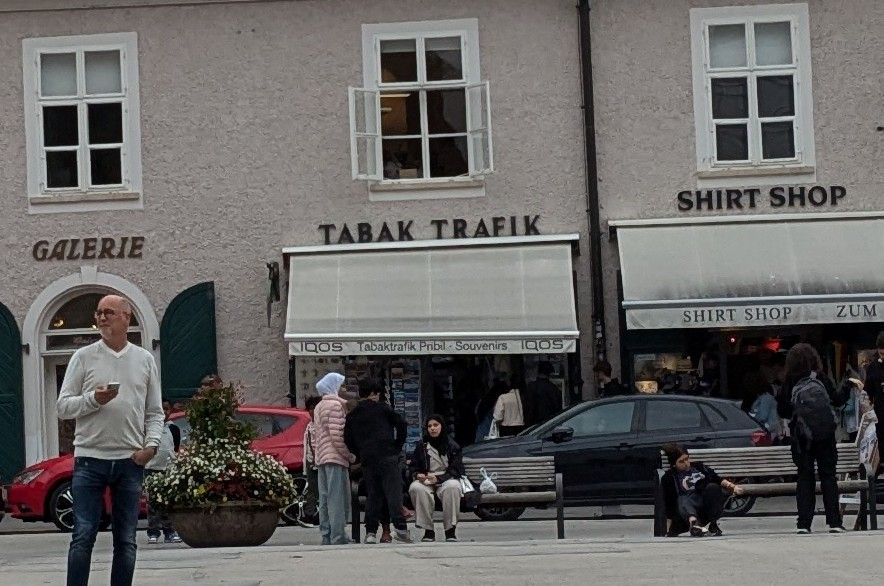 GALERIE
TABAK TRAFIK
SHIRT SHOP
IQOS Tabaktrafik Pribil - Souvenirs IQOS
SHIRT SHOP ZUM